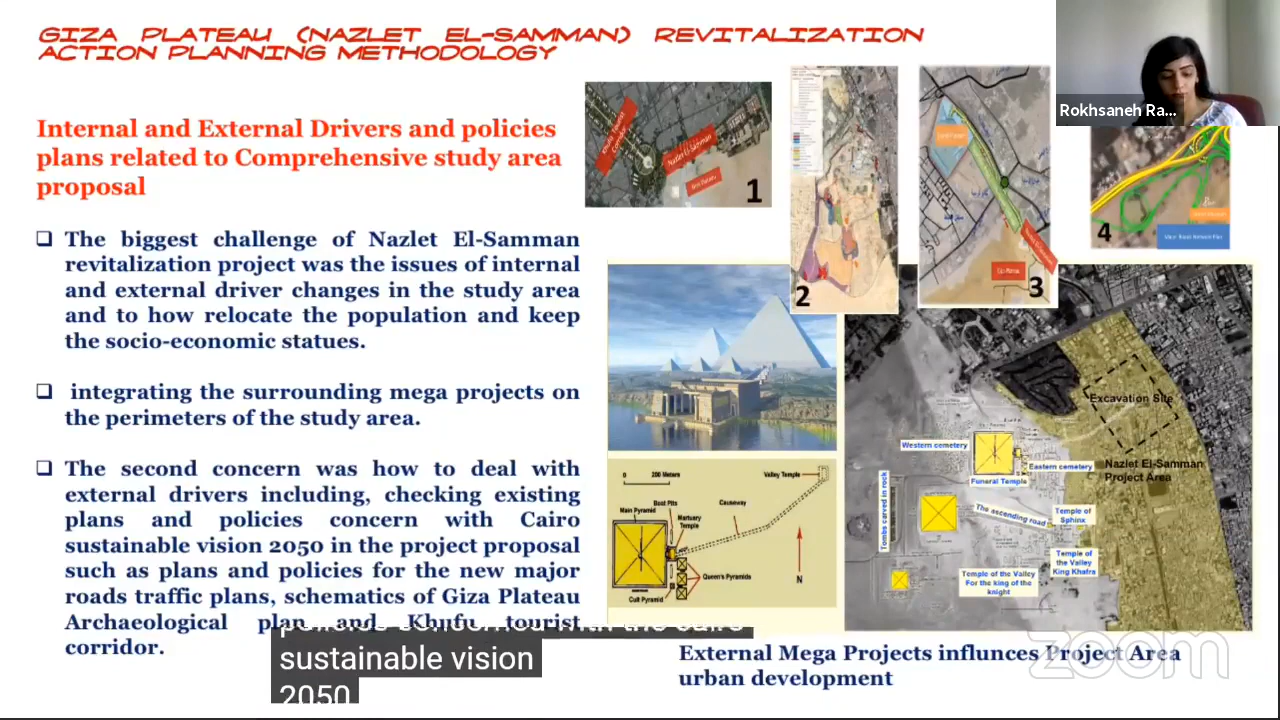 GIZA PLATEAU (NAZLET EL-SAMMAN) REVITALIZATION
ACTION PLANNING METHODOLOGY
Rokhsaneh Ra...
Internal and External Drivers and policies
plans related to Comprehensive study area
proposal
The biggest challenge of Nazlet El-Samman
revitalization project was the issues of internal
and external driver changes in the study area
and to how relocate the population and keep
the socio-economic statues.
integrating the surrounding mega projects on
the perimeters of the study area.
The second concern was how to deal with
external drivers including, checking existing
plans and policies concern with Cairo
sustainable vision 2050 in the project proposal
such as plans and policies for the new major
roads traffic plans, schematics of Giza Plateau
Archaeological plans and Khufu tourist
corridor.
sustainable vision
2050
Nazlet El-Samman
1
2
3
4
0 200 Meters
Valley Temple
Boat Pits
Main Pyramid
Martuary
Temple
Causeway
Queen's Pyramids
Cult Pyramid
N
Excavation Site
Western cemetery
Eastern cemetery
Funeral Temple
Nazlet El-Samman
Project Area
Tombs carved in rock
The ascending road
Temple of
Sphinx
Temple of
the Valley
King Khafra
Temple of the Valley
For the king of the
knight
External Mega Projects influnces Project Area
urban development
zoom